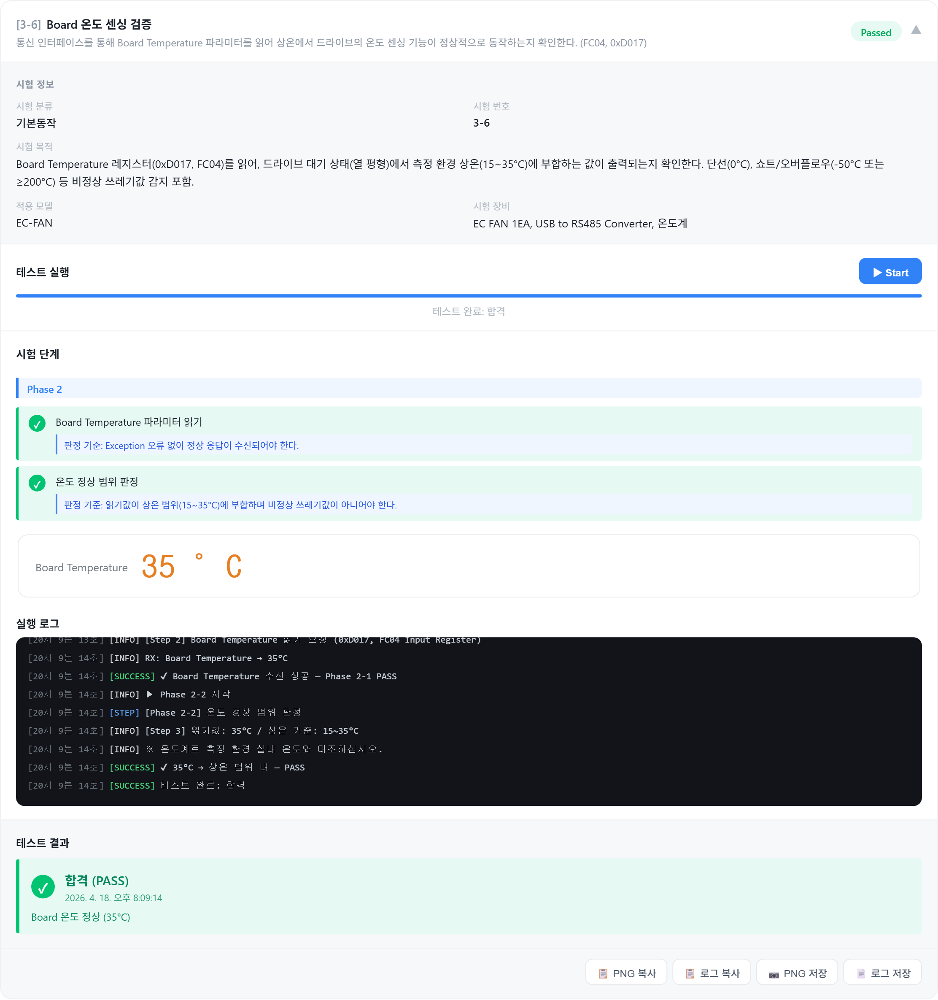 [3-6] Board 온도 센싱 검증
Passed ▲
통신 인터페이스를 통해 Board Temperature 파라미터를 읽어 상온에서 드라이브의 온도 센싱 기능이 정상적으로 동작하는지 확인한다. (FC04, 0xD017)
시험 정보
시험 분류
기본동작
시험 번호
3-6
시험 목적
Board Temperature 레지스터(0xD017, FC04)를 읽어, 드라이브 대기 상태(열 평형)에서 측정 환경 상온(15~35°C)에 부합하는 값이 출력되는지 확인한다. 단선(0°C), 쇼트/오버플로우(-50°C 또는
≥200°C) 등 비정상 쓰레기값 감지 포함.
적용 모델
EC-FAN
시험 장비
EC FAN 1EA, USB to RS485 Converter, 온도계
테스트 실행
▶ Start
테스트 완료: 합격
시험 단계
Phase 2
✓ Board Temperature 파라미터 읽기
판정 기준: Exception 오류 없이 정상 응답이 수신되어야 한다.
✓ 온도 정상 범위 판정
판정 기준: 읽기값이 상온 범위(15~35°C)에 부합하며 비정상 쓰레기값이 아니어야 한다.
Board Temperature 35 ° C
실행 로그
[20시 9분 13초] [INFO] [Step 2] Board Temperature 읽기 요청 (0xD017, FC04 Input Register)
[20시 9분 14초] [INFO] RX: Board Temperature → 35°C
[20시 9분 14초] [SUCCESS] ✓ Board Temperature 수신 성공 — Phase 2-1 PASS
[20시 9분 14초] [INFO] ▶ Phase 2-2 시작
[20시 9분 14초] [STEP] [Phase 2-2] 온도 정상 범위 판정
[20시 9분 14초] [INFO] [Step 3] 읽기값: 35°C / 상온 기준: 15~35°C
[20시 9분 14초] [INFO] ※ 온도계로 측정 환경 실내 온도와 대조하십시오.
[20시 9분 14초] [SUCCESS] ✓ 35°C → 상온 범위 내 — PASS
[20시 9분 14초] [SUCCESS] 테스트 완료: 합격
테스트 결과
✓ 합격 (PASS)
2026. 4. 18. 오후 8:09:14
Board 온도 정상 (35°C)
📋 PNG 복사
📋 로그 복사
📷 PNG 저장
📄 로그 저장